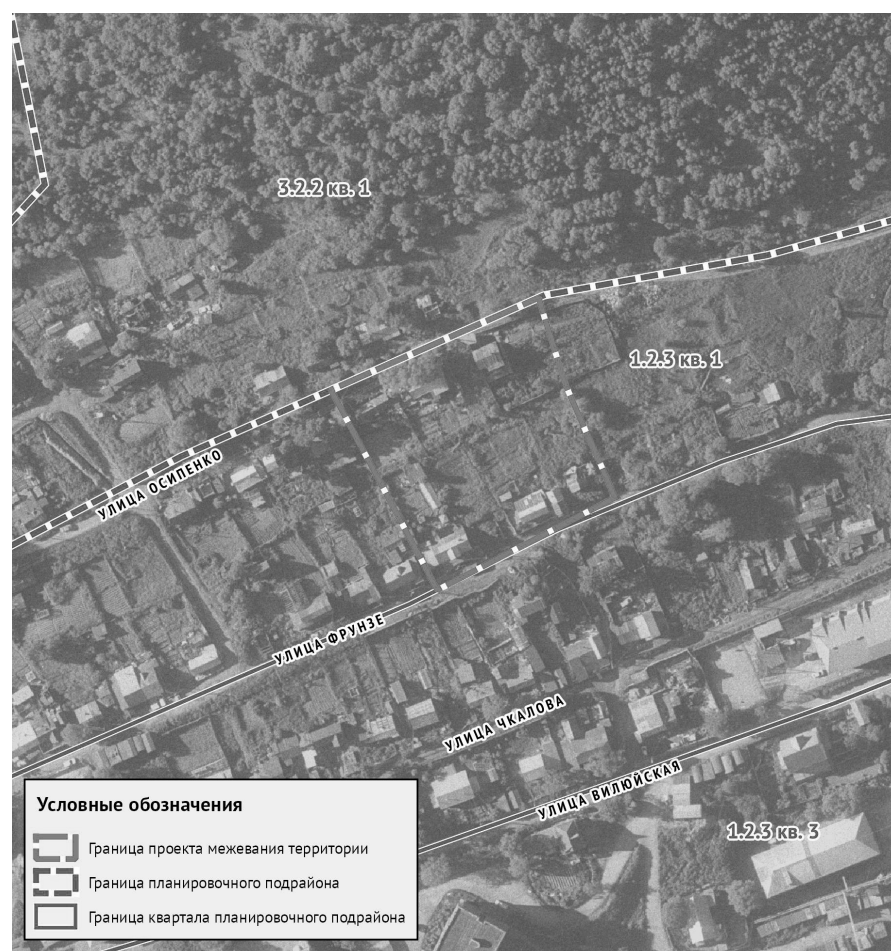 3.2.2 кв. 1
1.2.3 кв. 1
УЛИЦА ОСИПЕНКО
УЛИЦА ФРУНЗЕ
УЛИЦА ЧКАЛОВА
УЛИЦА ВИЛЮЙСКАЯ
1.2.3 кв. 3
Условные обозначения
Граница проекта межевания территории
Граница планировочного подрайона
Граница квартала планировочного подрайона